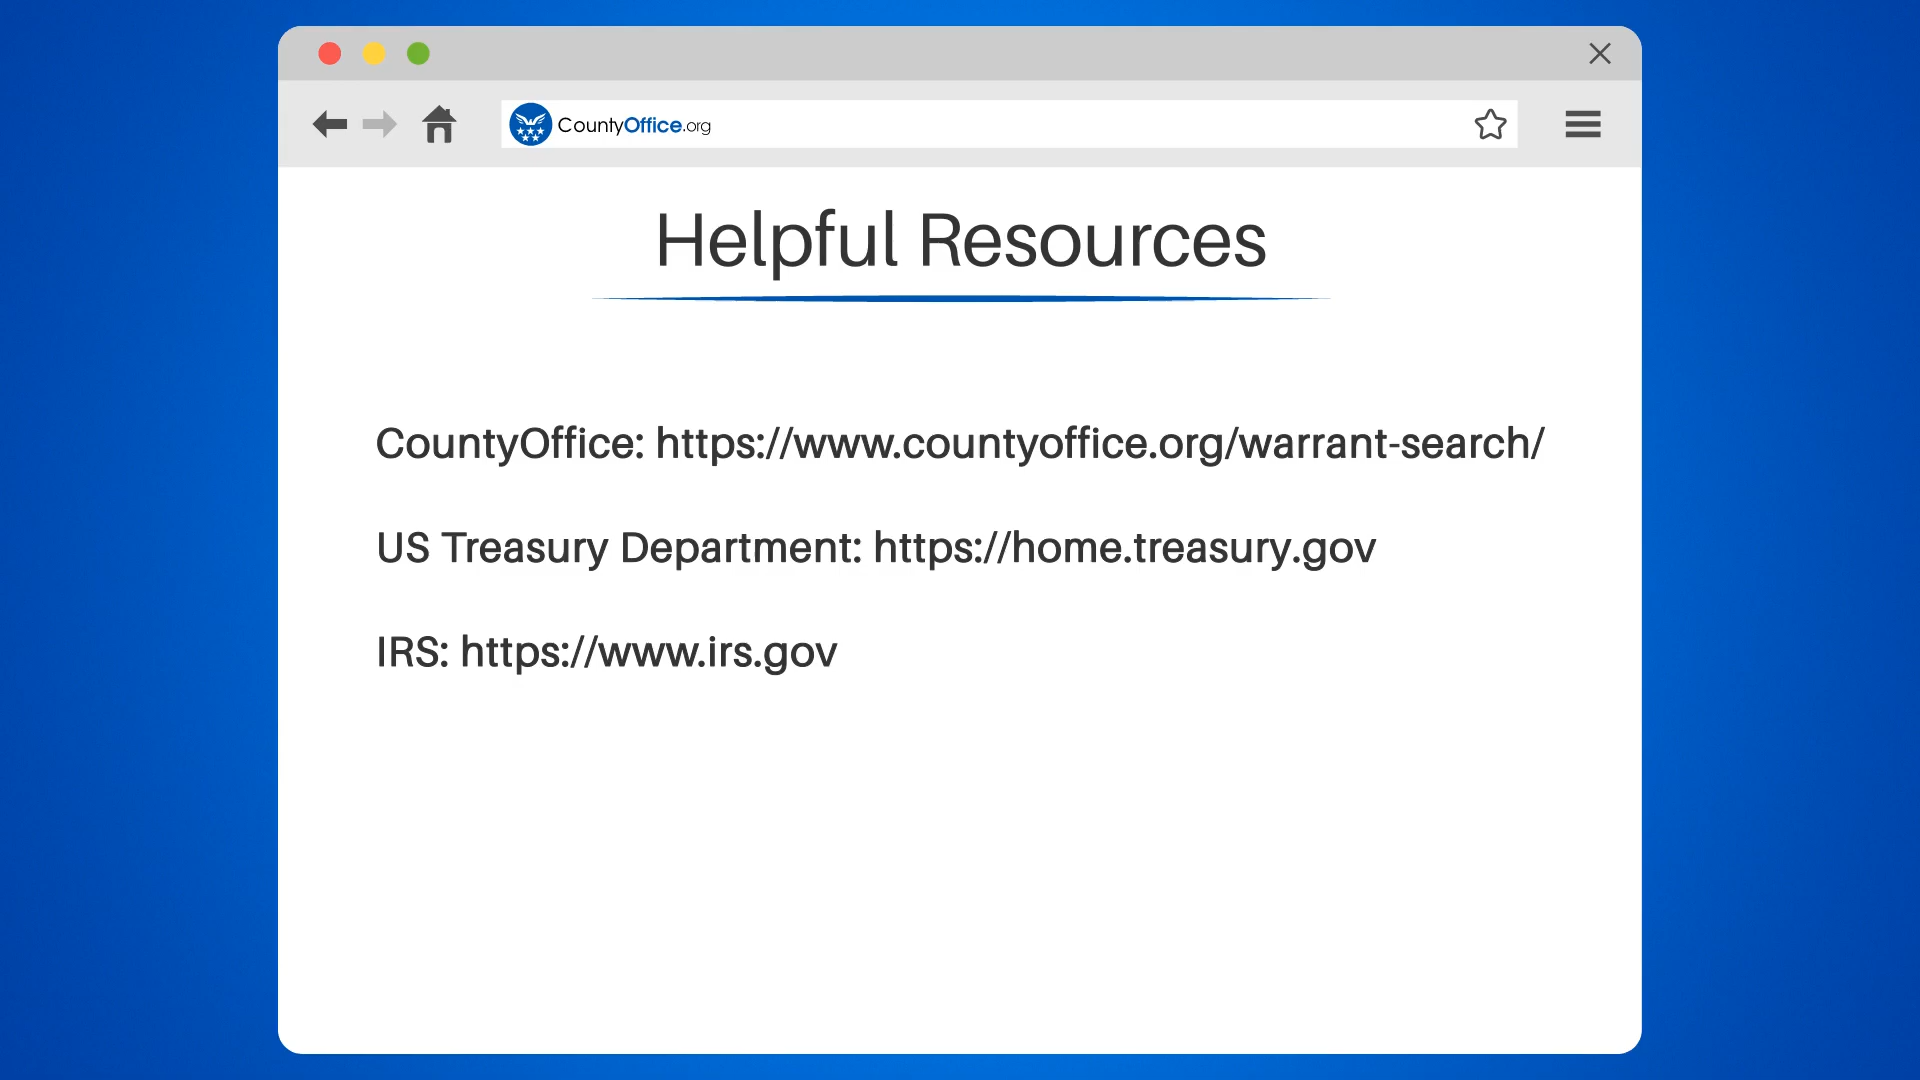 CountyOffice.org
Helpful Resources
CountyOffice: https://www.countyoffice.org/warrant-search/
US Treasury Department: https://home.treasury.gov
IRS: https://www.irs.gov